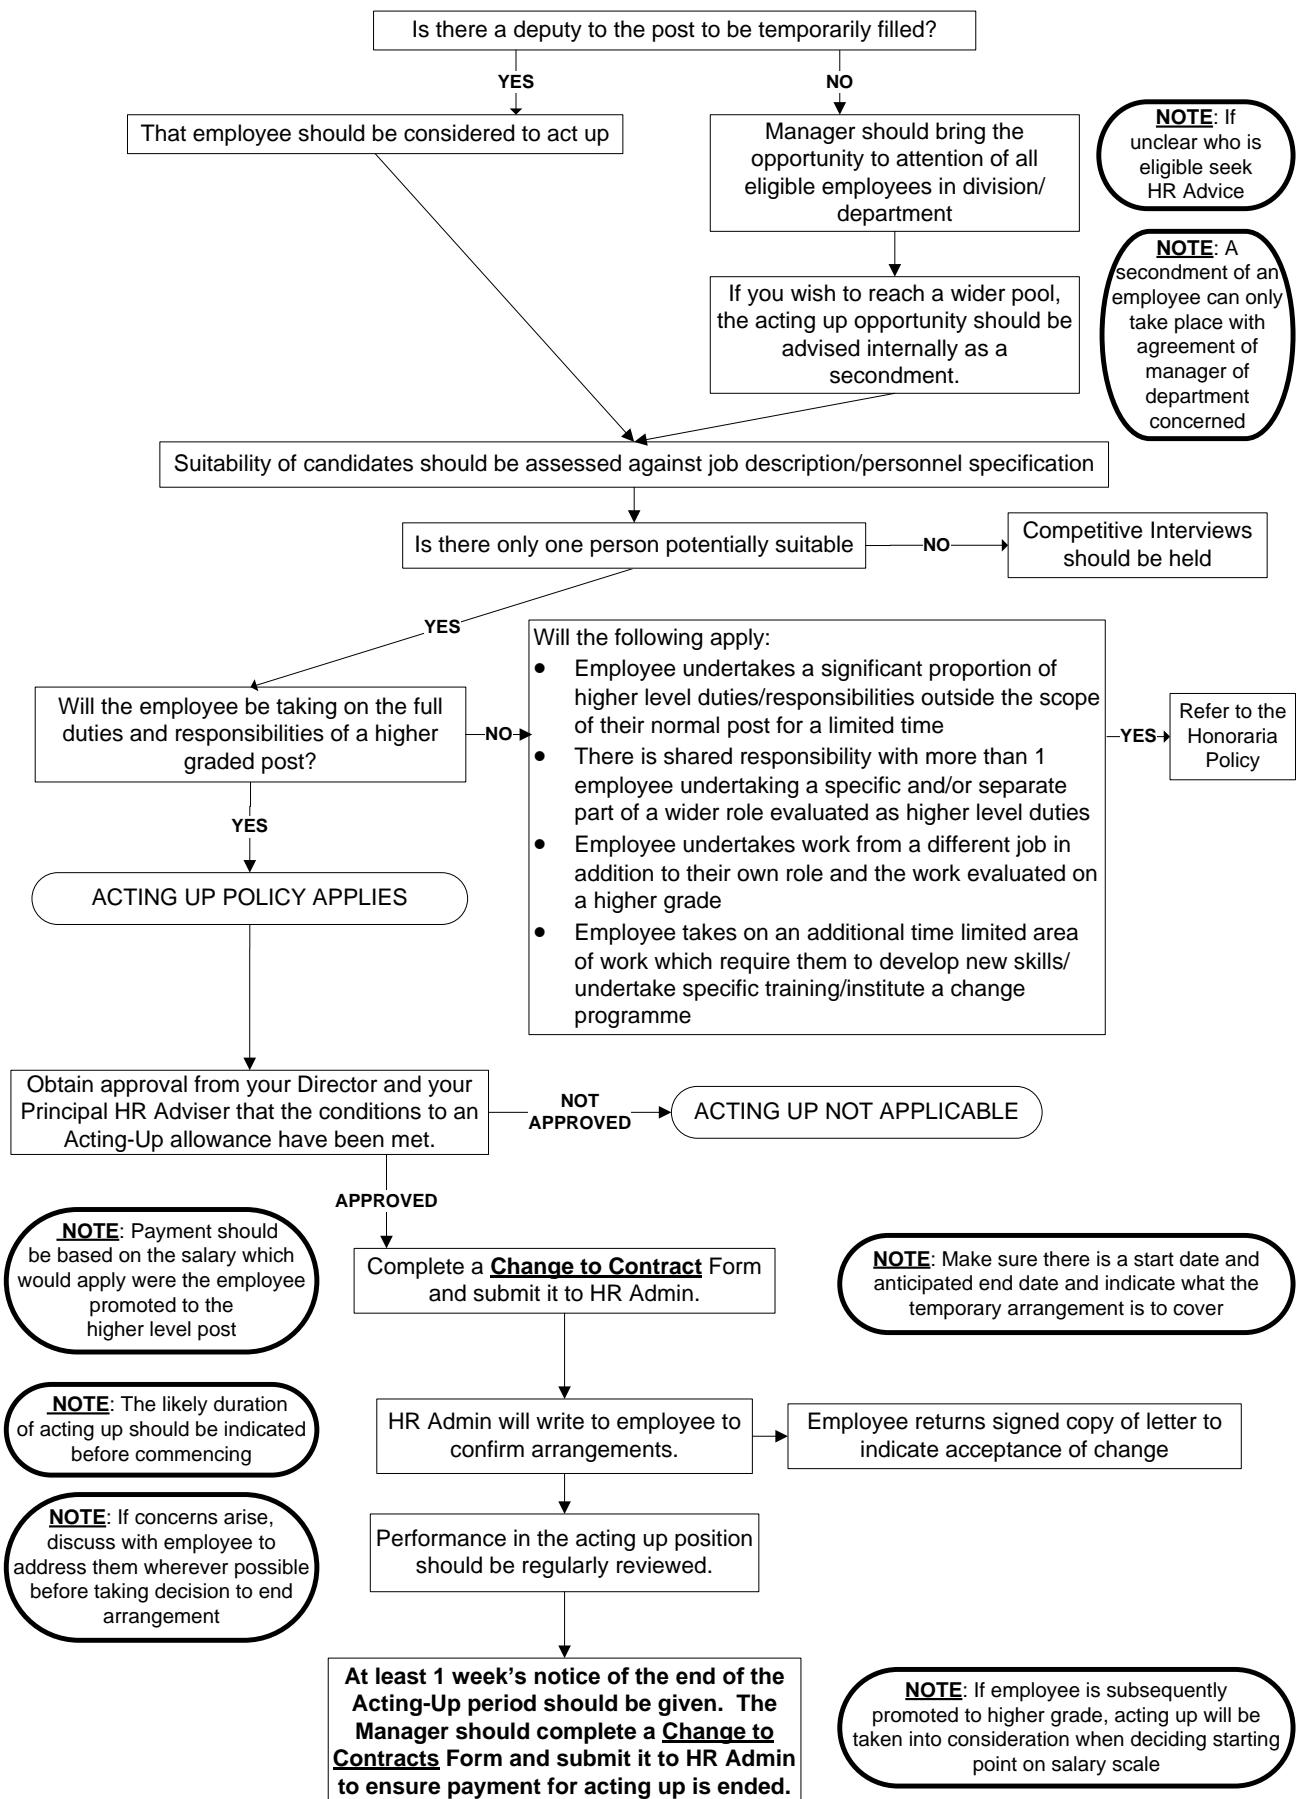 Is there a deputy to the post to be temporarily filled?
YES
NO
That employee should be considered to act up
Manager should bring the
opportunity to attention of all
eligible employees in division/
department
NOTE: If
unclear who is
eligible seek
HR Advice
If you wish to reach a wider pool,
the acting up opportunity should be
advised internally as a
secondment.
NOTE: A
secondment of an
employee can only
take place with
agreement of
manager of
department
concerned
Suitability of candidates should be assessed against job description/personnel specification
Is there only one person potentially suitable
NO
Competitive Interviews
should be held
YES
Will the employee be taking on the full
duties and responsibilities of a higher
graded post?
NO
Will the following apply:
• Employee undertakes a significant proportion of
higher level duties/responsibilities outside the scope
of their normal post for a limited time
• There is shared responsibility with more than 1
employee undertaking a specific and/or separate
part of a wider role evaluated as higher level duties
• Employee undertakes work from a different job in
addition to their own role and the work evaluated on
a higher grade
• Employee takes on an additional time limited area
of work which require them to develop new skills/
undertake specific training/institute a change
programme
YES
Refer to the
Honoraria
Policy
YES
ACTING UP POLICY APPLIES
Obtain approval from your Director and your
Principal HR Adviser that the conditions to an
Acting-Up allowance have been met.
NOT
APPROVED
ACTING UP NOT APPLICABLE
APPROVED
NOTE: Payment should
be based on the salary which
would apply were the employee
promoted to the
higher level post
Complete a Change to Contract Form
and submit it to HR Admin.
NOTE: Make sure there is a start date and
anticipated end date and indicate what the
temporary arrangement is to cover
NOTE: The likely duration
of acting up should be indicated
before commencing
HR Admin will write to employee to
confirm arrangements.
Employee returns signed copy of letter to
indicate acceptance of change
NOTE: If concerns arise,
discuss with employee to
address them wherever possible
before taking decision to end
arrangement
Performance in the acting up position
should be regularly reviewed.
At least 1 week's notice of the end of the
Acting-Up period should be given. The
Manager should complete a Change to
Contracts Form and submit it to HR Admin
to ensure payment for acting up is ended.
NOTE: If employee is subsequently
promoted to higher grade, acting up will be
taken into consideration when deciding starting
point on salary scale